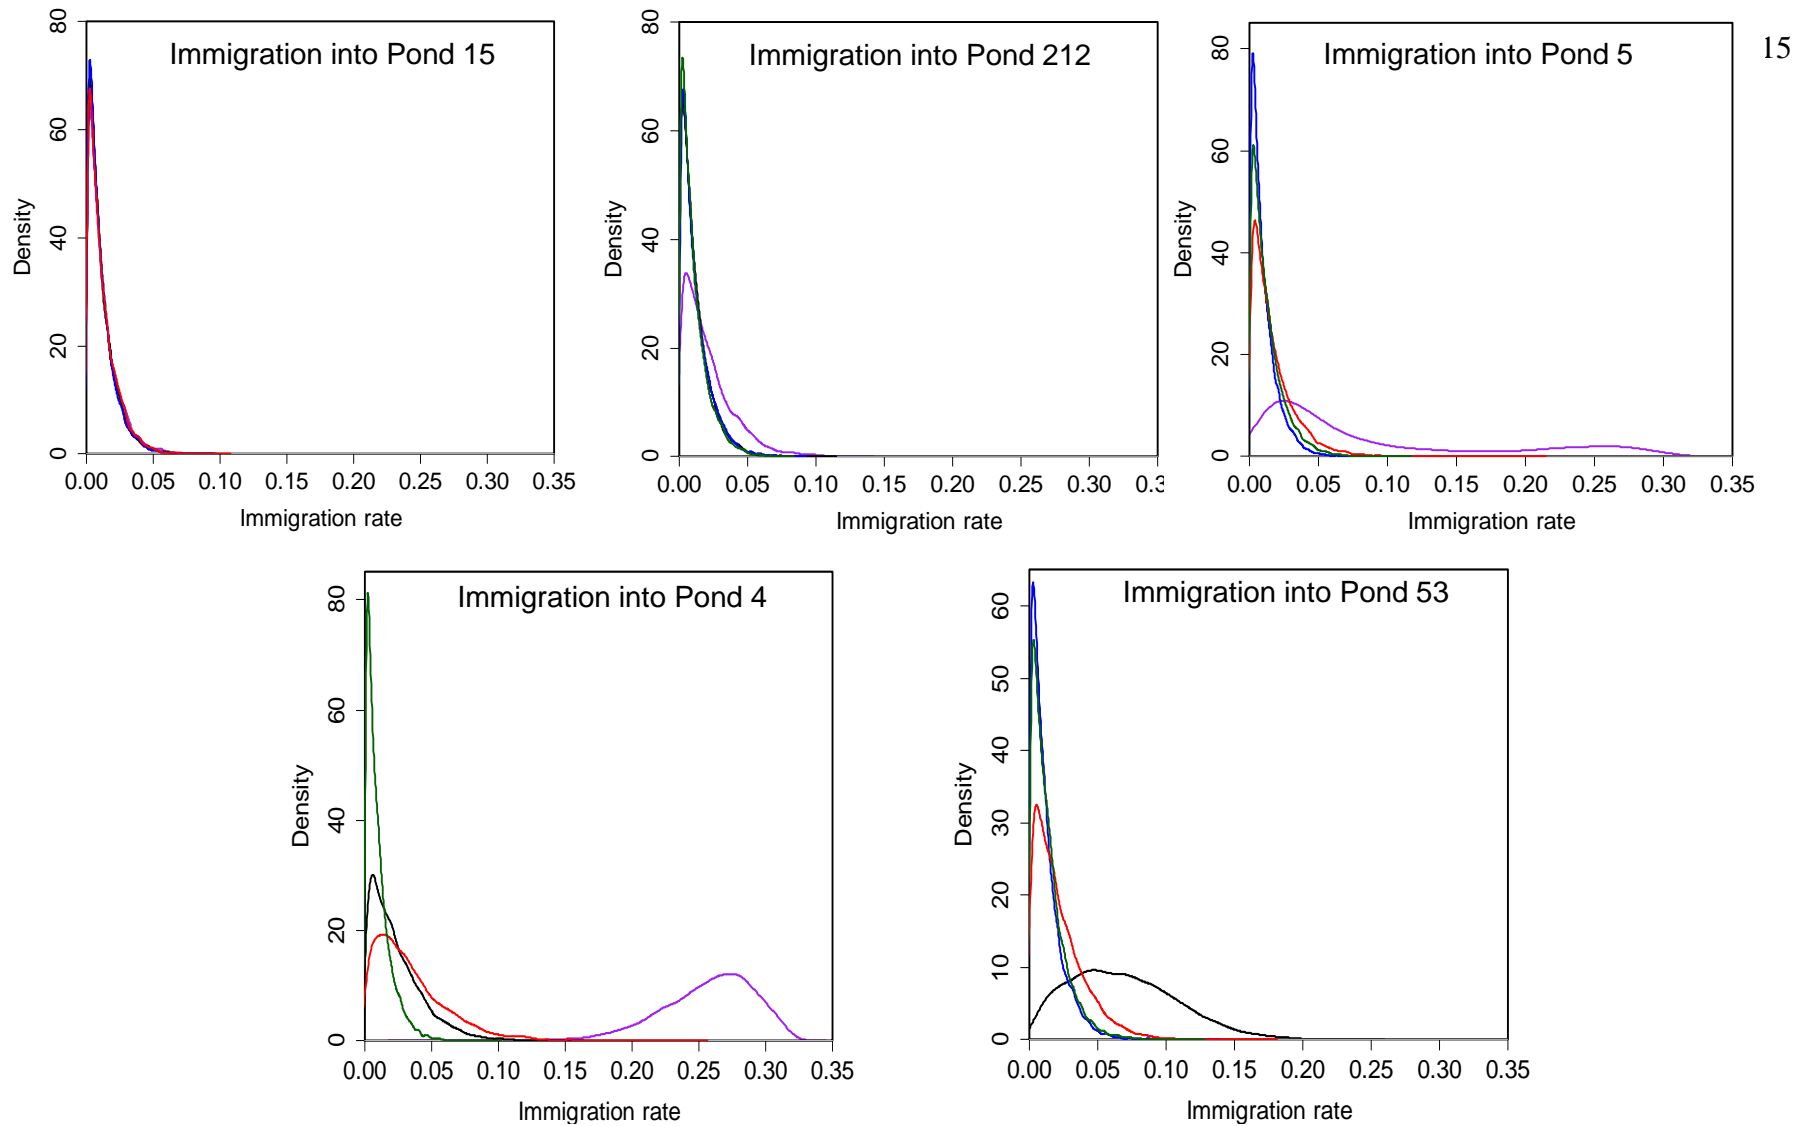 15
Immigration into Pond 15
80
60
40
20
0
Density
0.00 0.05 0.10 0.15 0.20 0.25 0.30 0.35
Immigration rate
Immigration into Pond 212
80
60
40
20
0
Density
0.00 0.05 0.10 0.15 0.20 0.25 0.30 0.3
Immigration rate
Immigration into Pond 5
80
60
40
20
0
Density
0.00 0.05 0.10 0.15 0.20 0.25 0.30 0.35
Immigration rate
Immigration into Pond 4
80
60
40
20
0
Density
0.00 0.05 0.10 0.15 0.20 0.25 0.30 0.35
Immigration rate
Immigration into Pond 53
60
50
40
30
20
10
0
Density
0.00 0.05 0.10 0.15 0.20 0.25 0.30 0.35
Immigration rate